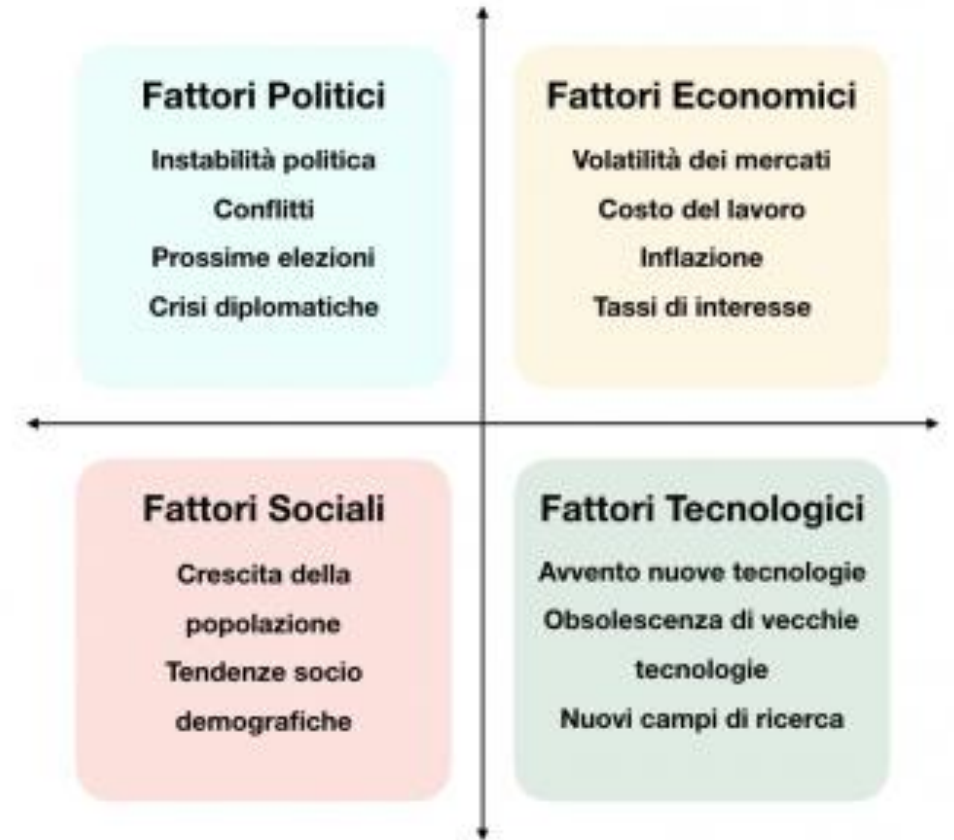 Fattori Politici
Instabilità politica
Conflitti
Prossime elezioni
Crisi diplomatiche
Fattori Economici
Volatilità dei mercati
Costo del lavoro
Inflazione
Tassi di interesse
Fattori Sociali
Crescita della
popolazione
Tendenze socio
demografiche
Fattori Tecnologici
Avvento nuove tecnologie
Obsolescenza di vecchie
tecnologie
Nuovi campi di ricerca